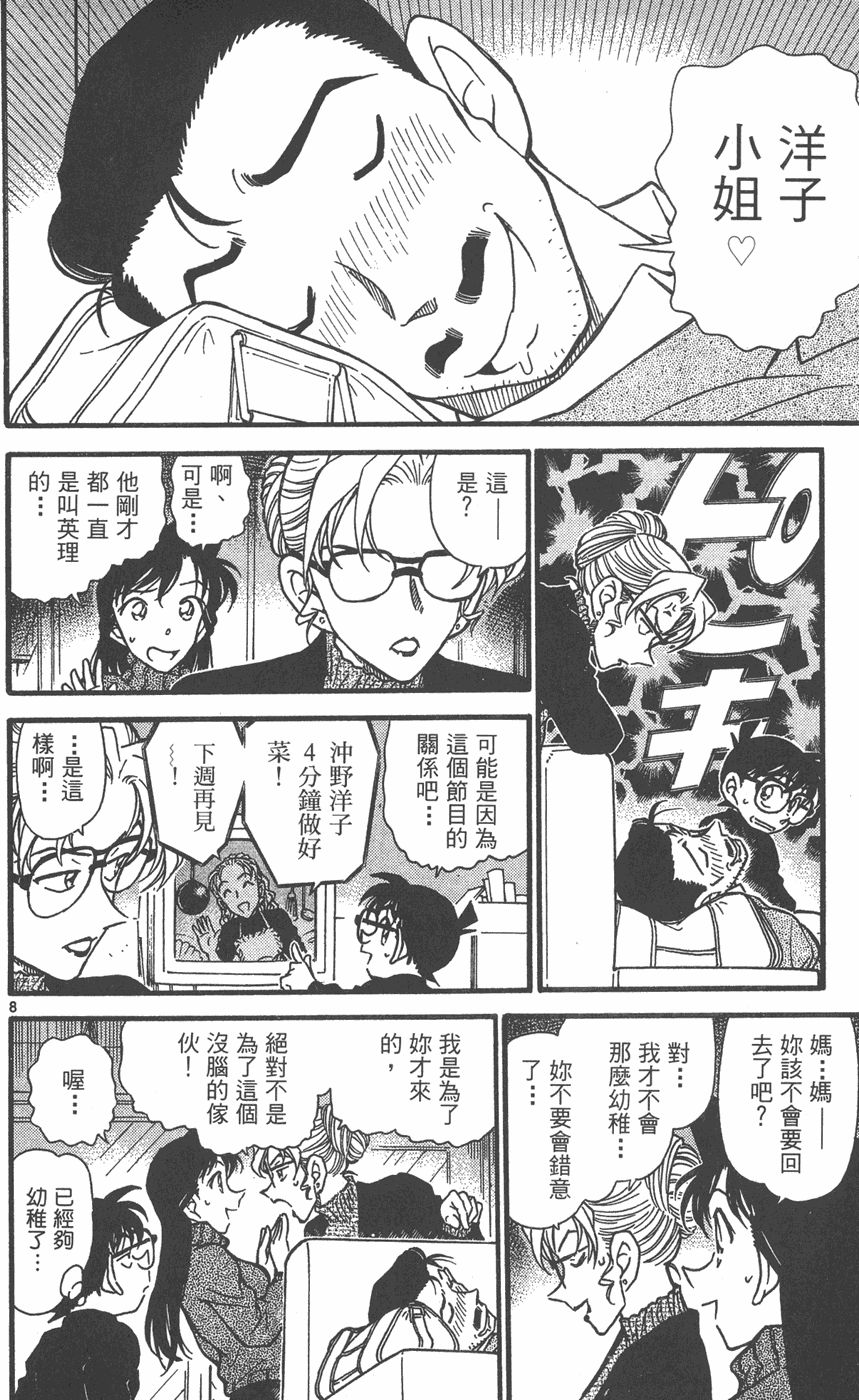 洋子
小姐♡
ピシキッ
這──
是?
啊、
可是…
他剛才
都一直
是叫英理
的…
可能是因為
這個節目的
關係吧…
沖野洋子
4分鐘做好
菜!
下週再見
~!
…是這
樣啊…
媽…媽──
妳該不會要回
去了吧?
對…
我才不會
那麼幼稚…
妳不要會錯意
了…
我是為了
妳才來
的,
絕對不是
為了這個
沒腦的傢
伙!
喔…
已經夠
幼稚了…
8